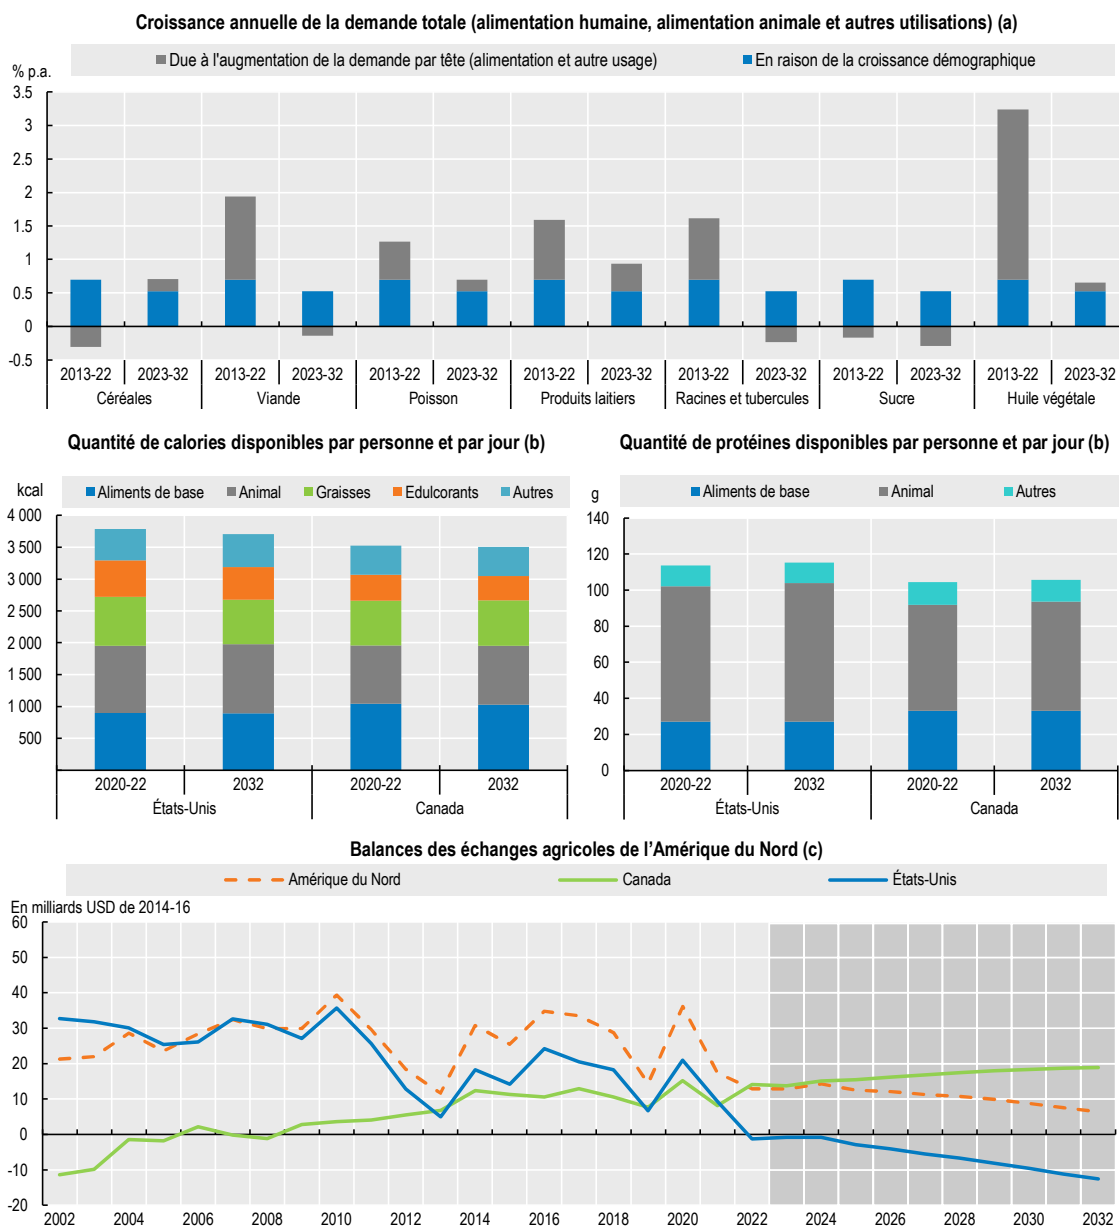 Croissance annuelle de la demande totale (alimentation humaine, alimentation animale et autres utilisations) (a)
Due à l'augmentation de la demande par tête (alimentation et autre usage)
En raison de la croissance démographique
% p.a.
3.5
3
2.5
2
1.5
1
0.5
0
-0.5
2013-22 2023-32 2013-22 2023-32 2013-22 2023-32 2013-22 2023-32 2013-22 2023-32 2013-22 2023-32 2013-22 2023-32
Céréales Viande Poisson Produits laitiers Racines et tubercules Sucre Huile végétale
Quantité de calories disponibles par personne et par jour (b)
kcal
Aliments de base Animal Graisses Edulcorants Autres
4 000
3 500
3 000
2 500
2 000
1 500
1 000
500
2020-22 2032 2020-22 2032
États-Unis Canada
Quantité de protéines disponibles par personne et par jour (b)
g
Aliments de base Animal Autres
140
120
100
80
60
40
20
0
2020-22 2032 2020-22 2032
États-Unis Canada
Balances des échanges agricoles de l’Amérique du Nord (c)
Amérique du Nord Canada États-Unis
En milliards USD de 2014-16
60
50
40
30
20
10
0
-10
-20
2002 2004 2006 2008 2010 2012 2014 2016 2018 2020 2022 2024 2026 2028 2030 2032